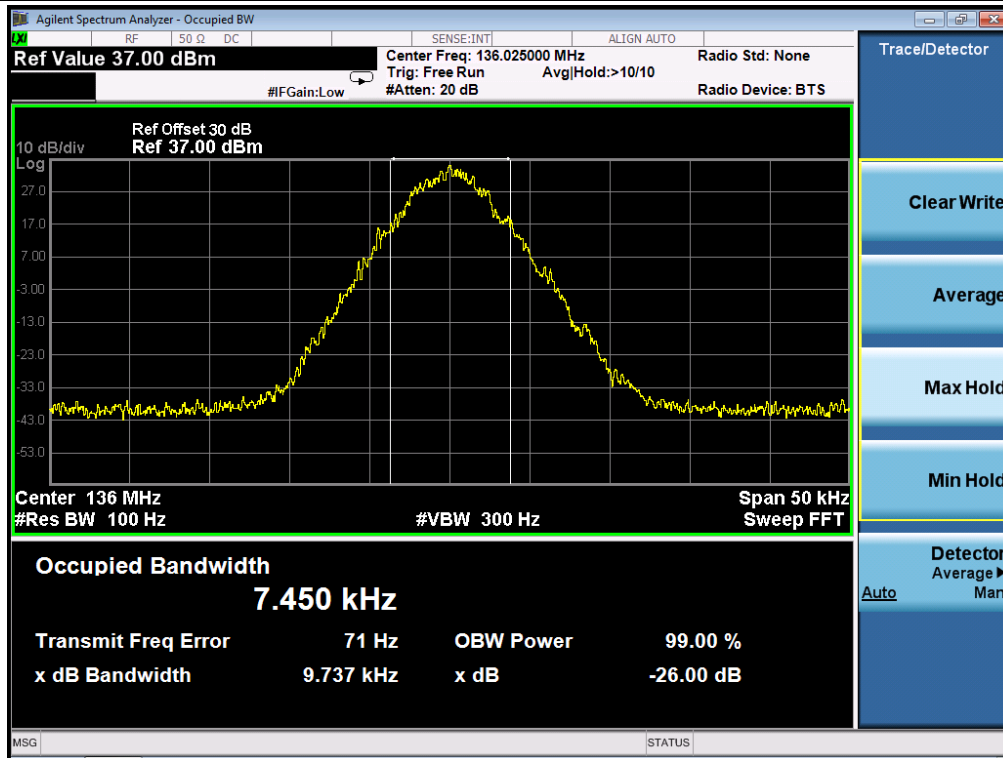 Agilent Spectrum Analyzer - Occupied BW
LXI RF 50 Ω DC SENSE:INT ALIGN AUTO
Ref Value 37.00 dBm
Center Freq: 136.025000 MHz Radio Std: None
Trig: Free Run Avg|Hold:>10/10
#IFGain:Low #Atten: 20 dB Radio Device: BTS
Ref Offset 30 dB
10 dB/div Ref 37.00 dBm
Log
27.0
17.0
7.00
-3.00
-13.0
-23.0
-33.0
-43.0
-53.0
Center 136 MHz Span 50 kHz
#Res BW 100 Hz #VBW 300 Hz Sweep FFT
Occupied Bandwidth
7.450 kHz
Transmit Freq Error 71 Hz OBW Power 99.00 %
x dB Bandwidth 9.737 kHz x dB -26.00 dB
MSG STATUS
Trace/Detector
Clear Write
Average
Max Hold
Min Hold
Detector
Average
Auto Man